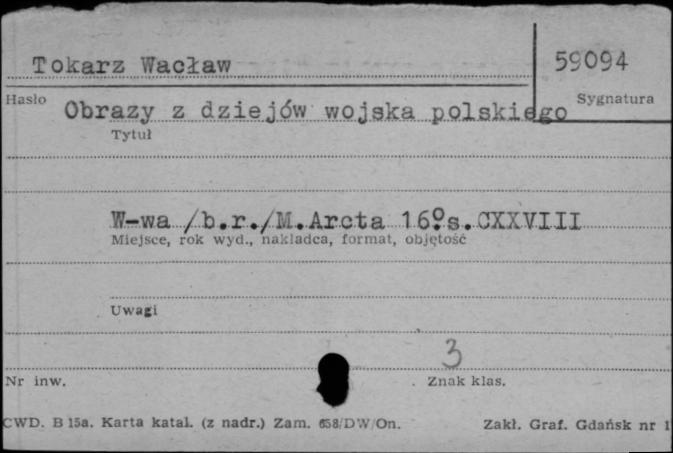 Tokarz Wacław
59094
Hasło
Sygnatura
Obrazy z dziejów wojska polskiego
Tytuł
W-wa /b.r./M.Arcta 16⁰s.CXXVIII
Miejsce, rok wyd., nakładca, format, objętość
Uwagi
3
Nr inw.
Znak klas.
CWD. B 15a. Karta katal. (z nadr.) Zam. 658/DW/On.
Zakł. Graf. Gdańsk nr 1